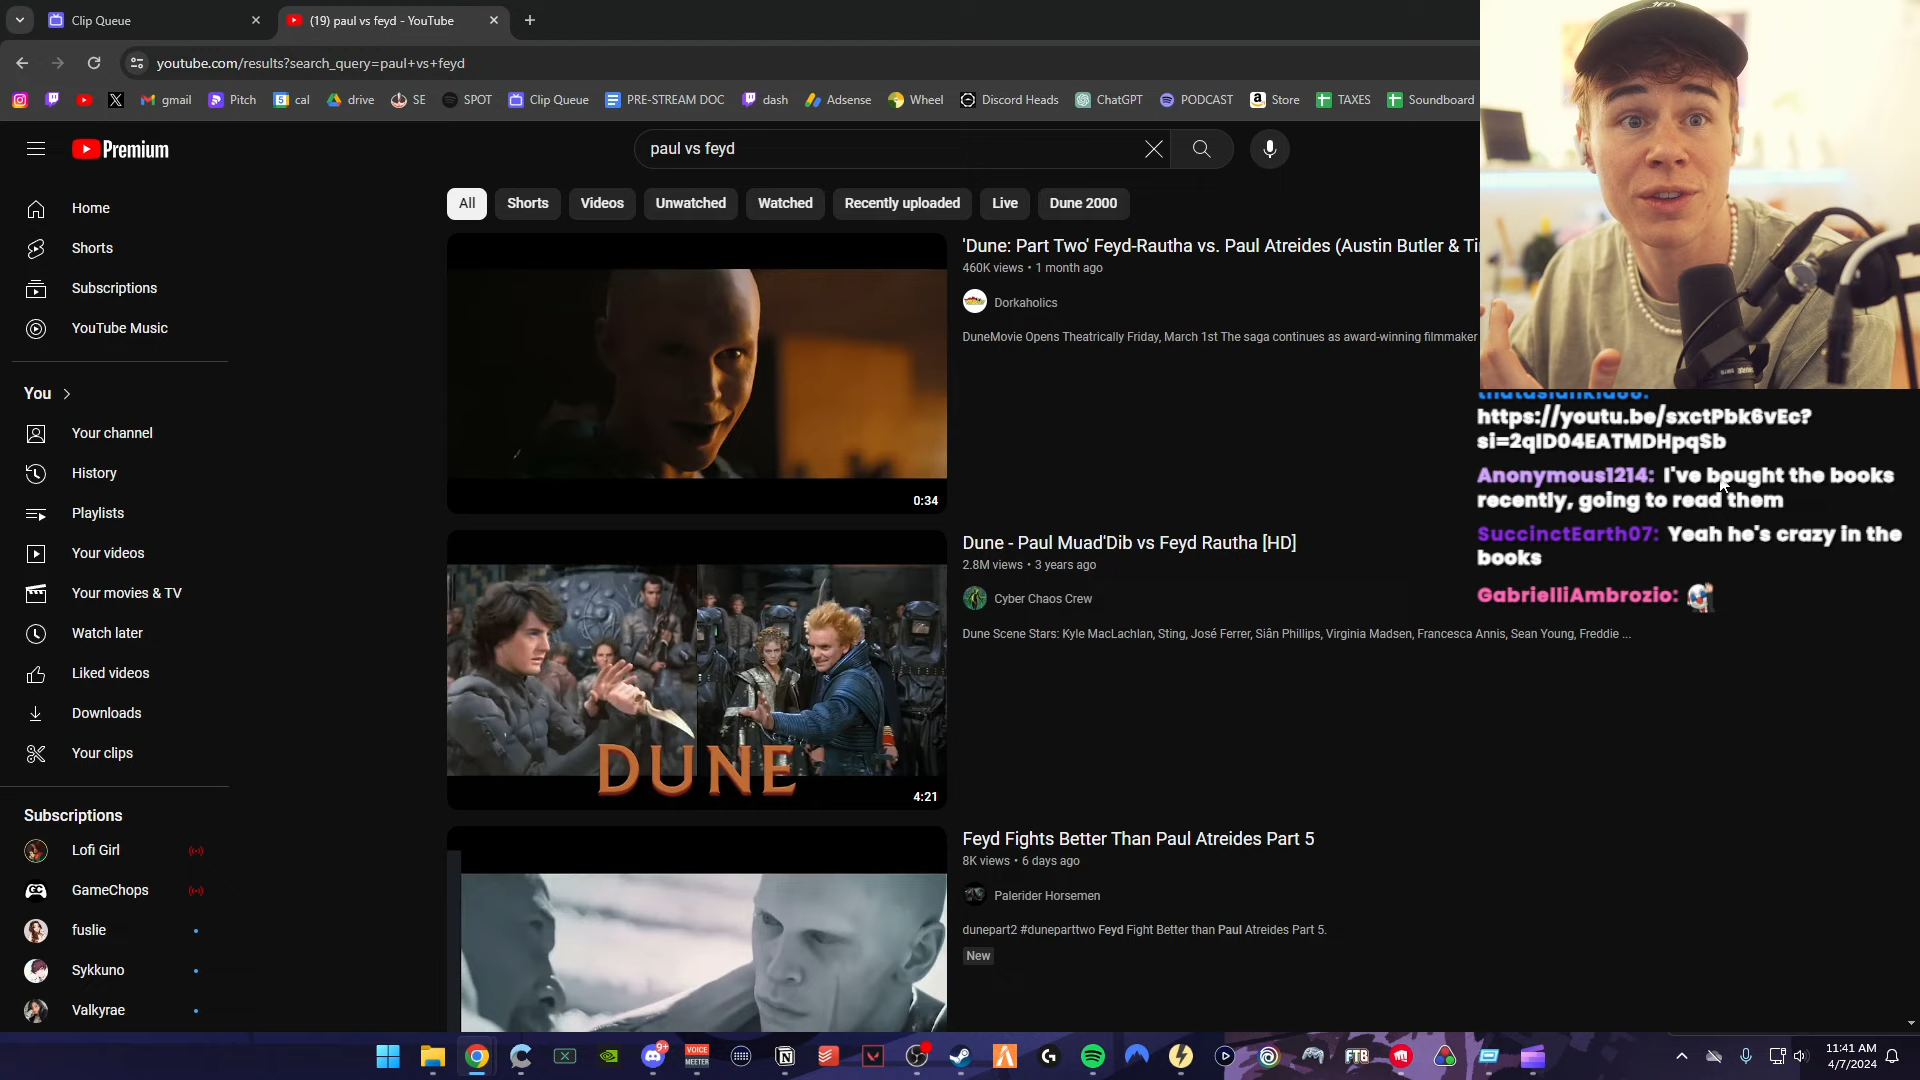 Clip Queue
(19) paul vs feyd - YouTube
youtube.com/results?search_query=paul+vs+feyd
gmail
Pitch
cal
drive
SE
SPOT
Clip Queue
PRE-STREAM DOC
dash
Adsense
Wheel
Discord Heads
ChatGPT
PODCAST
Store
TAXES
Soundboard
Premium
paul vs feyd
Home
Shorts
Subscriptions
YouTube Music
You
Your channel
History
Playlists
Your videos
Your movies & TV
Watch later
Liked videos
Downloads
Your clips
Subscriptions
Lofi Girl
GameChops
fuslie
Sykkuno
Valkyrae
All
Shorts
Videos
Unwatched
Watched
Recently uploaded
Live
Dune 2000
0:34
'Dune: Part Two' Feyd-Rautha vs. Paul Atreides (Austin Butler & Ti
460K views • 1 month ago
Dorkaholics
DuneMovie Opens Theatrically Friday, March 1st The saga continues as award-winning filmmaker
DUNE
4:21
Dune - Paul Muad'Dib vs Feyd Rautha [HD]
2.8M views • 3 years ago
Cyber Chaos Crew
Dune Scene Stars: Kyle MacLachlan, Sting, José Ferrer, Siân Phillips, Virginia Madsen, Francesca Annis, Sean Young, Freddie ...
Feyd Fights Better Than Paul Atreides Part 5
8K views • 6 days ago
Palerider Horsemen
dunepart2 #duneparttwo Feyd Fight Better than Paul Atreides Part 5.
New
https://youtu.be/sxctPbk6vEc?
si=2qID04EATMDHpqSb
Anonymous1214: I've bought the books
recently, going to read them
SuccinctEarth07: Yeah he's crazy in the
books
GabrielliAmbrozio:
9+
VOICE
MEETER
FTB
11:41 AM
4/7/2024